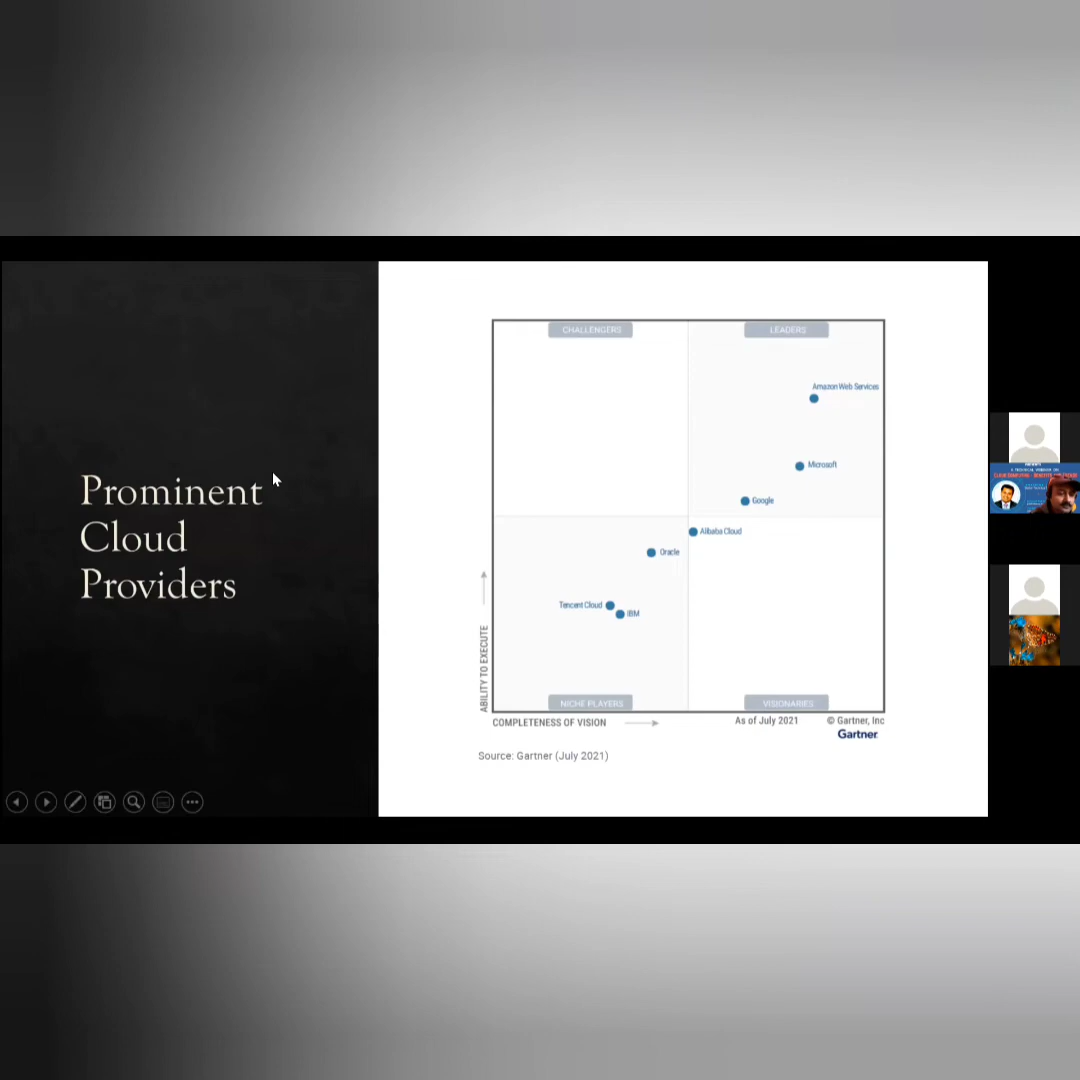 Prominent
Cloud
Providers
CHALLENGERS
LEADERS
Amazon Web Services
Microsoft
Google
Alibaba Cloud
Oracle
Tencent Cloud
IBM
ABILITY TO EXECUTE
NICHE PLAYERS
VISIONARIES
COMPLETENESS OF VISION
As of July 2021
© Gartner, Inc
Gartner
Source: Gartner (July 2021)